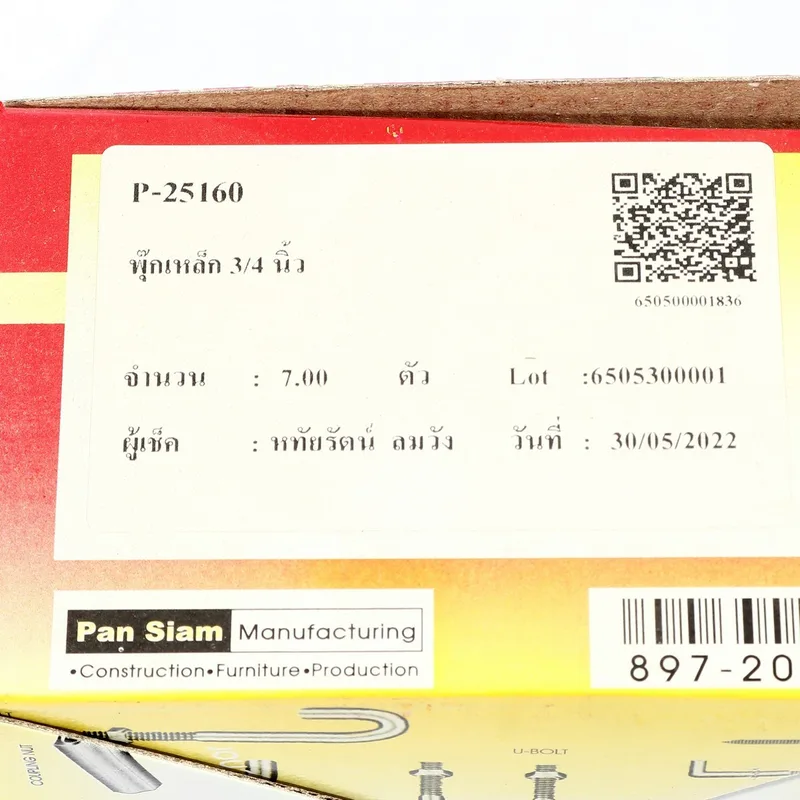 P-25160
พุ๊กเหล็ก 3/4 นิ้ว
650500001836
จำนวน : 7.00 ตัว Lot :6505300001
ผู้เช็ค : หทัยรัตน์ ลมวัง วันที่ : 30/05/2022
Pan Siam Manufacturing
•Construction•Furniture•Production
897-20
COUPLING NUT
U-BOLT